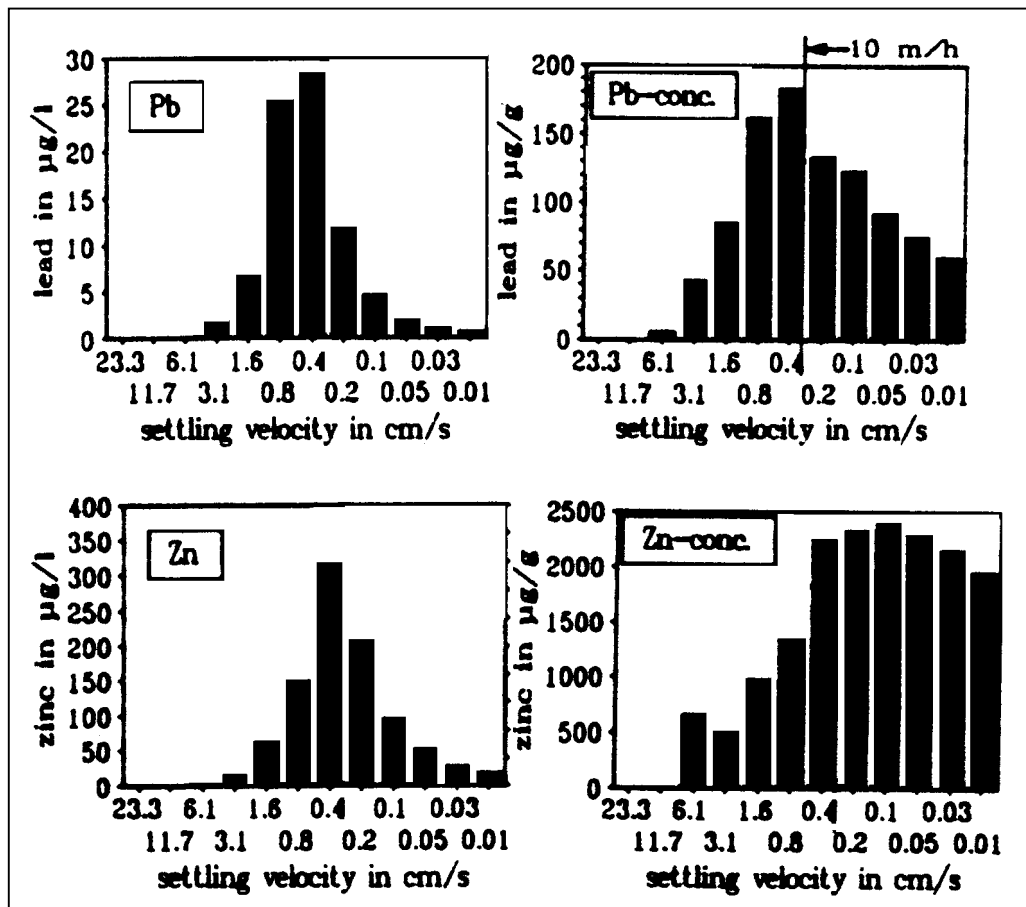 Pb
lead in µg/l
30
25
20
15
10
5
0
23.3 6.1 1.6 0.4 0.1 0.03
11.7 3.1 0.8 0.2 0.05 0.01
settling velocity in cm/s
10 m/h
Pb-conc.
lead in µg/g
200
150
100
50
0
23.3 6.1 1.6 0.4 0.1 0.03
11.7 3.1 0.8 0.2 0.05 0.01
settling velocity in cm/s
Zn
zinc in µg/l
400
350
300
250
200
150
100
50
0
23.3 6.1 1.6 0.4 0.1 0.03
11.7 3.1 0.8 0.2 0.05 0.01
settling velocity in cm/s
Zn-conc.
zinc in µg/g
2500
2000
1500
1000
500
0
23.3 6.1 1.6 0.4 0.1 0.03
11.7 3.1 0.8 0.2 0.05 0.01
settling velocity in cm/s